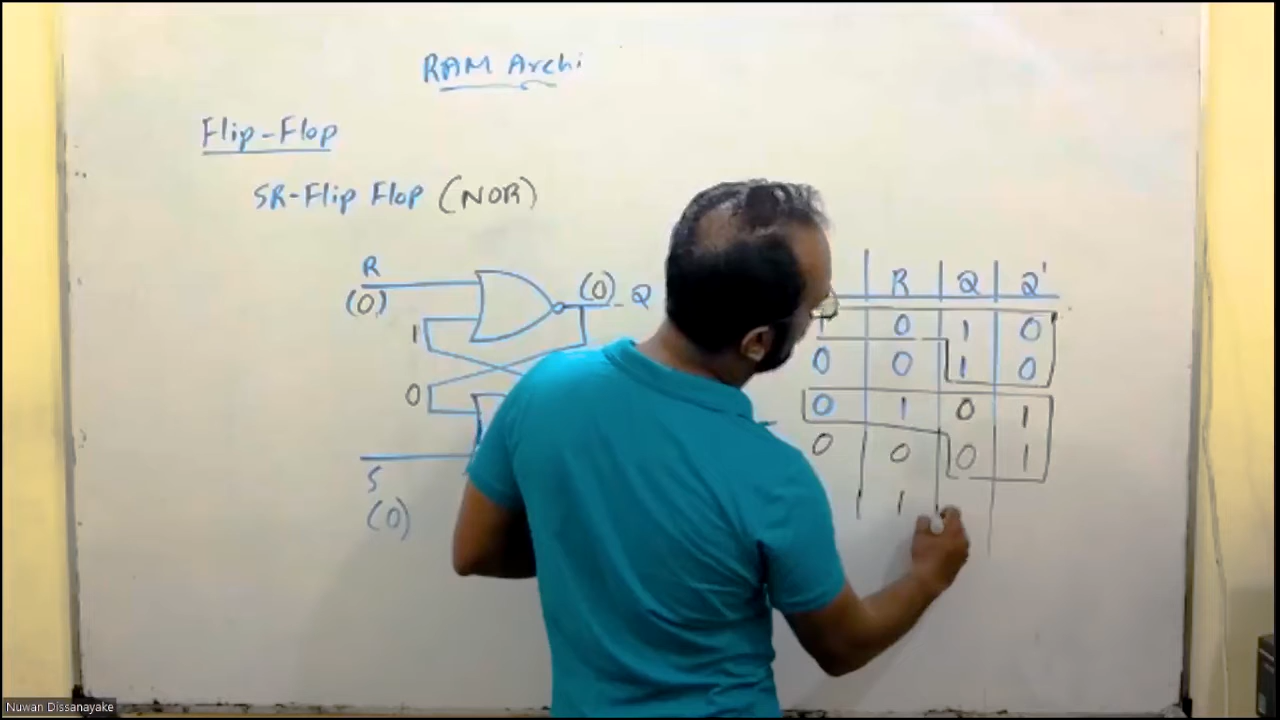 RAM Archi
Flip-Flop
SR-Flip Flop (NOR)
R
(0)
(0) Q
1
0
S
(0)
R Q Q'
1 0 1 0
0 0 1 0
0 1 0 1
0 0 0 1
1
Nuwan Dissanayake